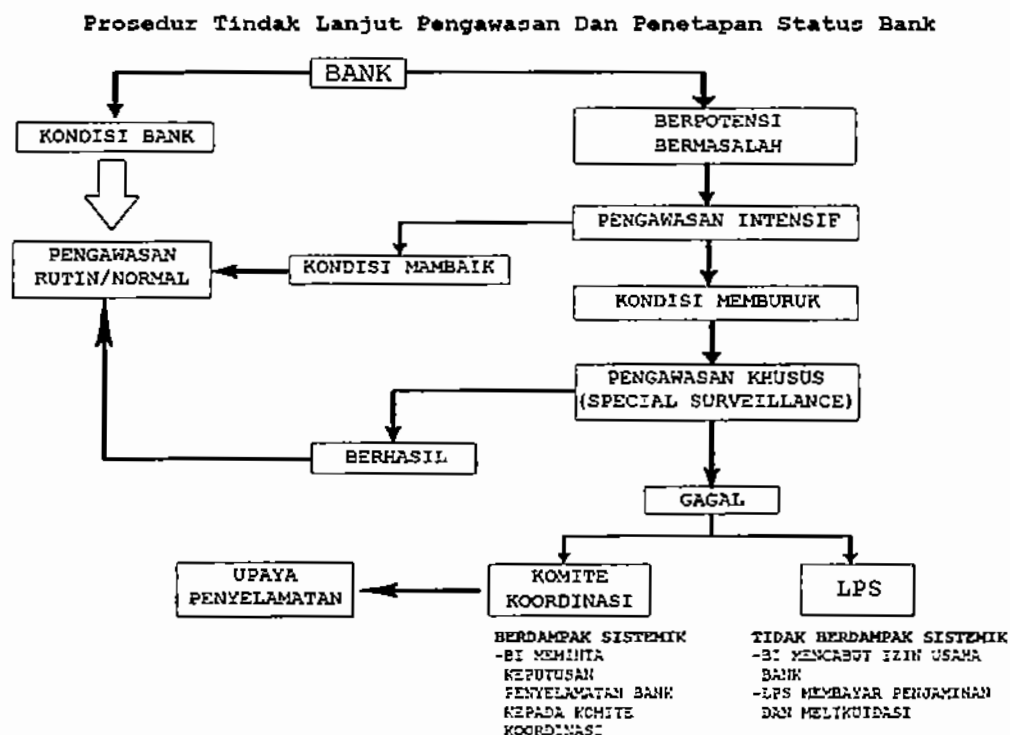 Prosedur Tindak Lanjut Pengawasan Dan Penetapan Status Bank
BANK
KONDISI BANK
BERPOTENSI
BERMASALAH
PENGAWASAN INTENSIF
PENGAWASAN
RUTIN/NORMAL
KONDISI MAMBAIK
KONDISI MEMBURUK
PENGAWASAN KHUSUS
(SPECIAL SURVEILLANCE)
BERHASIL
GAGAL
UPAYA
PENYELAMATAN
KOMITE
KOORDINASI
LPS
BERDAMPAK SISTEMIK
-BI MEMINTA
KEPUTUSAN
PENYELAMATAN BANK
KEPADA KOMITE
KOORDINASI
TIDAK BERDAMPAK SISTEMIK
-BI MENCABUT IZIN USAHA
BANK
-LPS MEMBAYAR PENJAMINAN
DAN MELIKUIDASI